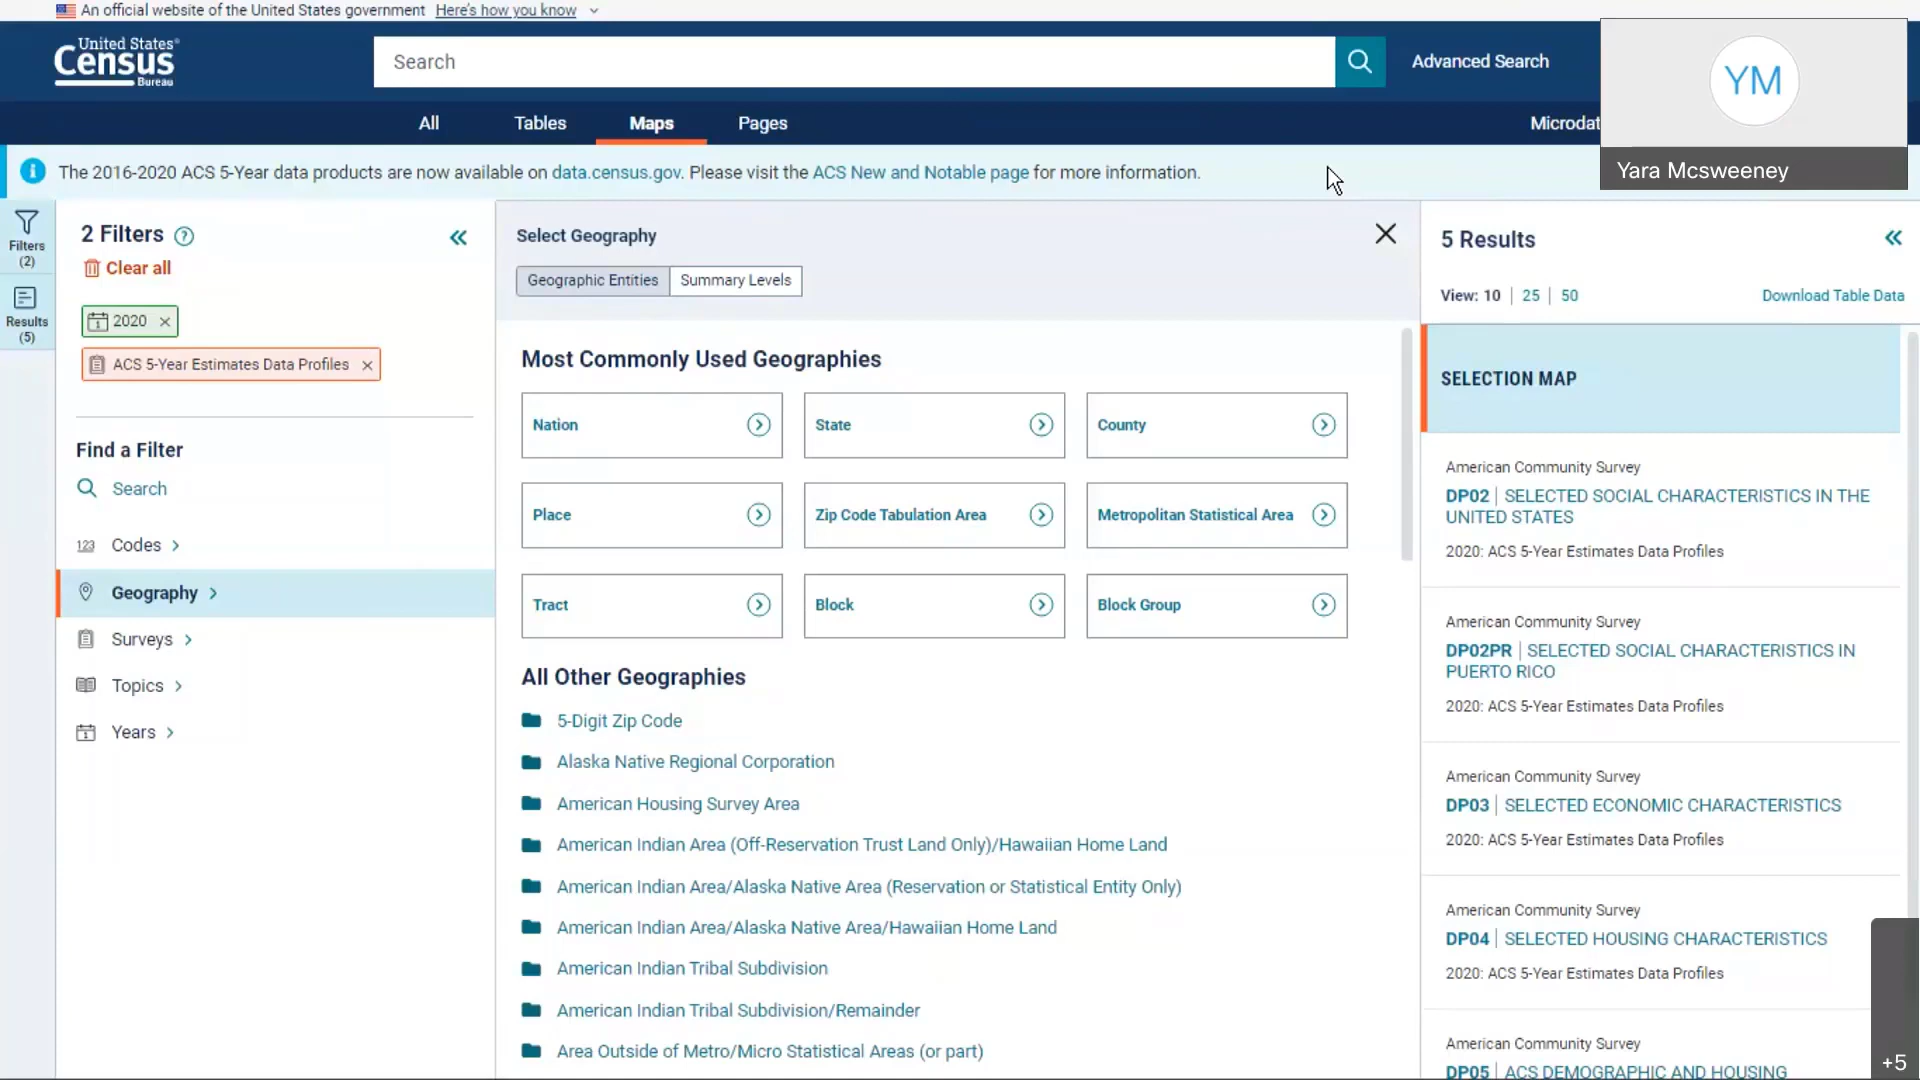 An official website of the United States government Here's how you know
United States®
Census
Bureau
Search
Advanced Search
YM
Yara Mcsweeney
All
Tables
Maps
Pages
Microdat
The 2016-2020 ACS 5-Year data products are now available on data.census.gov. Please visit the ACS New and Notable page for more information.
Filters
(2)
Results
(5)
2 Filters
Clear all
2020
ACS 5-Year Estimates Data Profiles
Find a Filter
Search
123 Codes
Geography
Surveys
Topics
Years
Select Geography
Geographic Entities
Summary Levels
Most Commonly Used Geographies
Nation
State
County
Place
Zip Code Tabulation Area
Metropolitan Statistical Area
Tract
Block
Block Group
All Other Geographies
5-Digit Zip Code
Alaska Native Regional Corporation
American Housing Survey Area
American Indian Area (Off-Reservation Trust Land Only)/Hawaiian Home Land
American Indian Area/Alaska Native Area (Reservation or Statistical Entity Only)
American Indian Area/Alaska Native Area/Hawaiian Home Land
American Indian Tribal Subdivision
American Indian Tribal Subdivision/Remainder
Area Outside of Metro/Micro Statistical Areas (or part)
5 Results
View: 10 | 25 | 50
Download Table Data
SELECTION MAP
American Community Survey
DP02 | SELECTED SOCIAL CHARACTERISTICS IN THE
UNITED STATES
2020: ACS 5-Year Estimates Data Profiles
American Community Survey
DP02PR | SELECTED SOCIAL CHARACTERISTICS IN
PUERTO RICO
2020: ACS 5-Year Estimates Data Profiles
American Community Survey
DP03 | SELECTED ECONOMIC CHARACTERISTICS
2020: ACS 5-Year Estimates Data Profiles
American Community Survey
DP04 | SELECTED HOUSING CHARACTERISTICS
2020: ACS 5-Year Estimates Data Profiles
American Community Survey
DP05 | ACS DEMOGRAPHIC AND HOUSING
+5